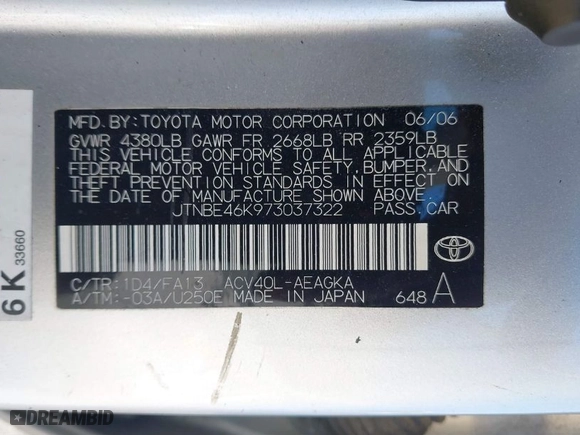 MFD. BY: TOYOTA MOTOR CORPORATION 06/06
GVWR 4380LB GAWR FR 2668LB RR 2359LB
THIS VEHICLE CONFORMS TO ALL APPLICABLE
FEDERAL MOTOR VEHICLE SAFETY, BUMPER, AND
THEFT PREVENTION STANDARDS IN EFFECT ON
THE DATE OF MANUFACTURE SHOWN ABOVE.
JTNBE46K973037322 PASS. CAR
C/TR: 1D4/FA13 ACV40L-AEAGKA
A/TM: -03A/U250E MADE IN JAPAN 648 A
6 K 33660
DREAMBID